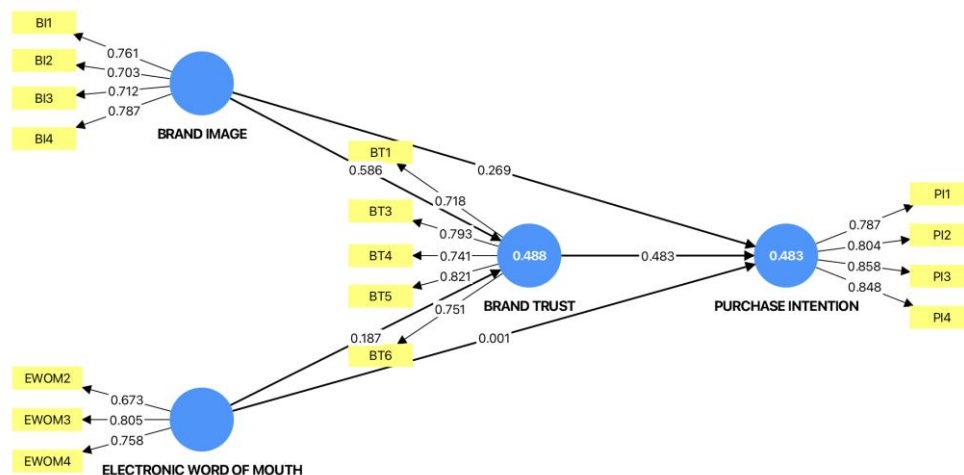 BI1
0.761
BI2
0.703
BI3
0.712
BI4
0.787
BRAND IMAGE
BT1
0.586
0.269
0.718
BT3
0.793
BT4
0.741
BT5
0.821
0.751
BT6
0.488
BRAND TRUST
0.483
0.483
PURCHASE INTENTION
PI1
0.787
PI2
0.804
PI3
0.858
PI4
0.848
0.187
0.001
EWOM2
0.673
EWOM3
0.805
EWOM4
0.758
ELECTRONIC WORD OF MOUTH